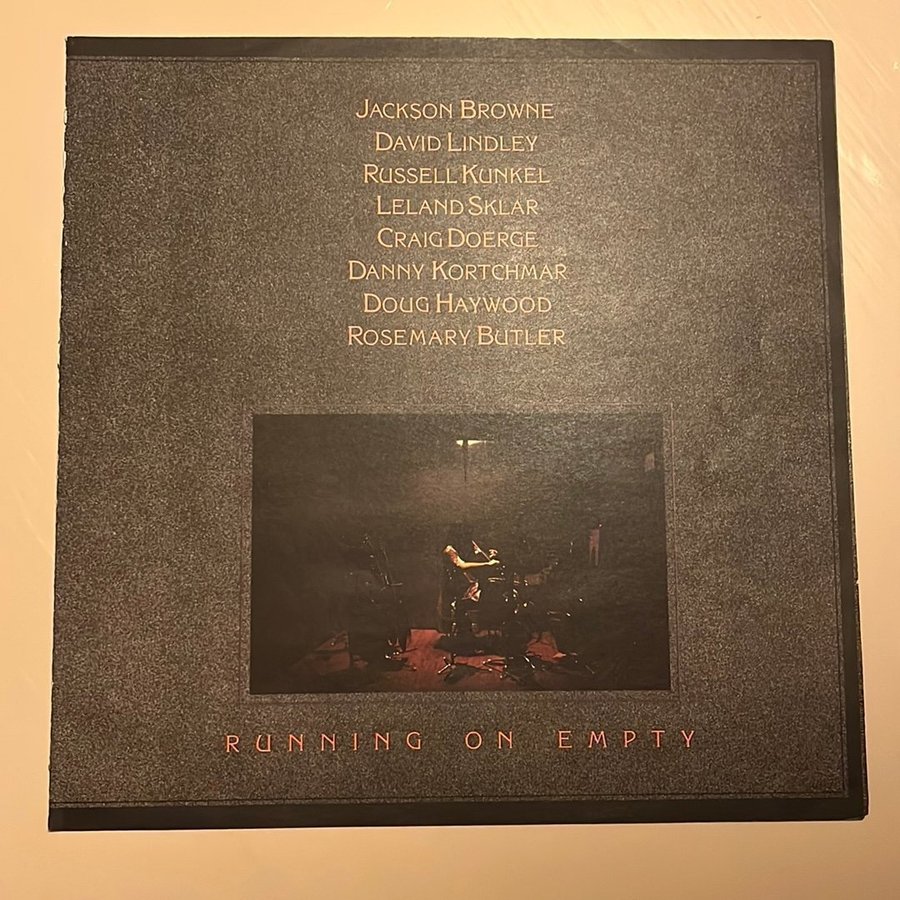 JACKSON BROWNE
DAVID LINDLEY
RUSSELL KUNKEL
LELAND SKLAR
CRAIG DOERGE
DANNY KORTCHMAR
DOUG HAYWOOD
ROSEMARY BUTLER
RUNNING ON EMPTY